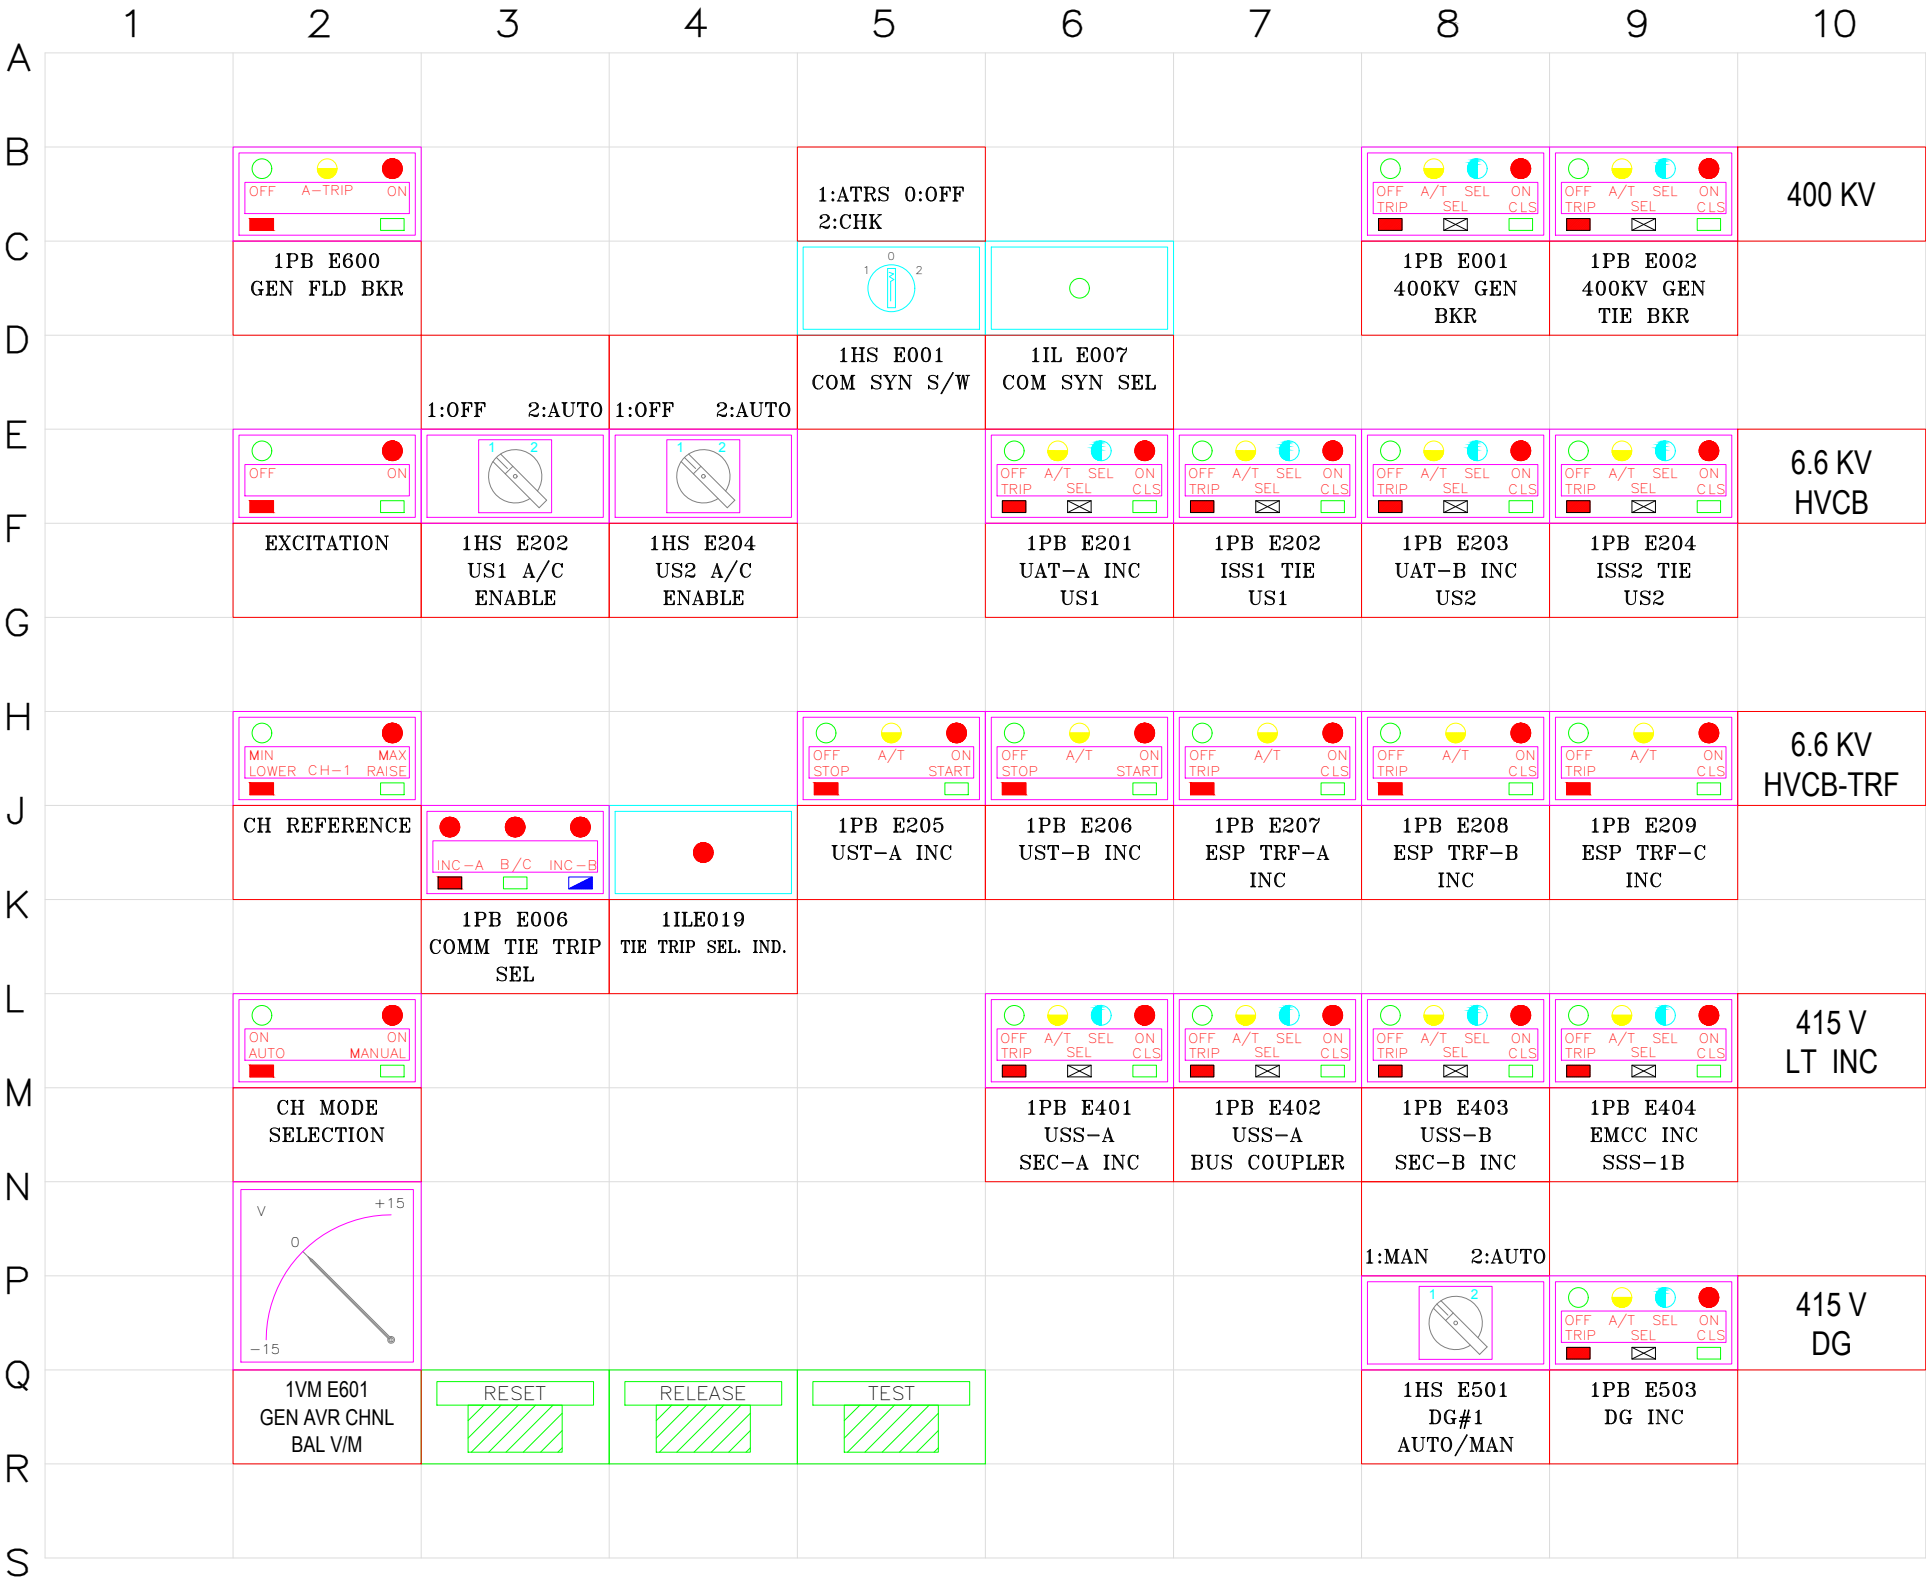 1 2 3 4 5 6 7 8 9 10
A
B
OFF A-TRIP ON
1:ATRS 0:OFF
2:CHK
OFF A/T SEL ON
TRIP SEL CLS
OFF A/T SEL ON
TRIP SEL CLS
400 KV
C
1PB E600
GEN FLD BKR
1 0 2
1PB E001
400KV GEN
BKR
1PB E002
400KV GEN
TIE BKR
D
1:OFF 2:AUTO
1:OFF 2:AUTO
1HS E001
COM SYN S/W
1IL E007
COM SYN SEL
E
OFF ON
1 2
1 2
OFF A/T SEL ON
TRIP SEL CLS
OFF A/T SEL ON
TRIP SEL CLS
OFF A/T SEL ON
TRIP SEL CLS
OFF A/T SEL ON
TRIP SEL CLS
6.6 KV
HVCB
F
EXCITATION
1HS E202
US1 A/C
ENABLE
1HS E204
US2 A/C
ENABLE
1PB E201
UAT-A INC
US1
1PB E202
ISS1 TIE
US1
1PB E203
UAT-B INC
US2
1PB E204
ISS2 TIE
US2
G
H
MIN MAX
LOWER CH-1 RAISE
OFF A/T ON
STOP START
OFF A/T ON
STOP START
OFF A/T ON
TRIP CLS
OFF A/T ON
TRIP CLS
OFF A/T ON
TRIP CLS
6.6 KV
HVCB-TRF
J
CH REFERENCE
INC-A B/C INC-B
1PB E205
UST-A INC
1PB E206
UST-B INC
1PB E207
ESP TRF-A
INC
1PB E208
ESP TRF-B
INC
1PB E209
ESP TRF-C
INC
K
1PB E006
COMM TIE TRIP
SEL
1ILE019
TIE TRIP SEL. IND.
L
ON ON
AUTO MANUAL
OFF A/T SEL ON
TRIP SEL CLS
OFF A/T SEL ON
TRIP SEL CLS
OFF A/T SEL ON
TRIP SEL CLS
OFF A/T SEL ON
TRIP SEL CLS
415 V
LT INC
M
CH MODE
SELECTION
1PB E401
USS-A
SEC-A INC
1PB E402
USS-A
BUS COUPLER
1PB E403
USS-B
SEC-B INC
1PB E404
EMCC INC
SSS-1B
N
V +15
0
-15
1:MAN 2:AUTO
P
1 2
OFF A/T SEL ON
TRIP SEL CLS
415 V
DG
Q
1VM E601
GEN AVR CHNL
BAL V/M
RESET
RELEASE
TEST
1HS E501
DG#1
AUTO/MAN
1PB E503
DG INC
R
S